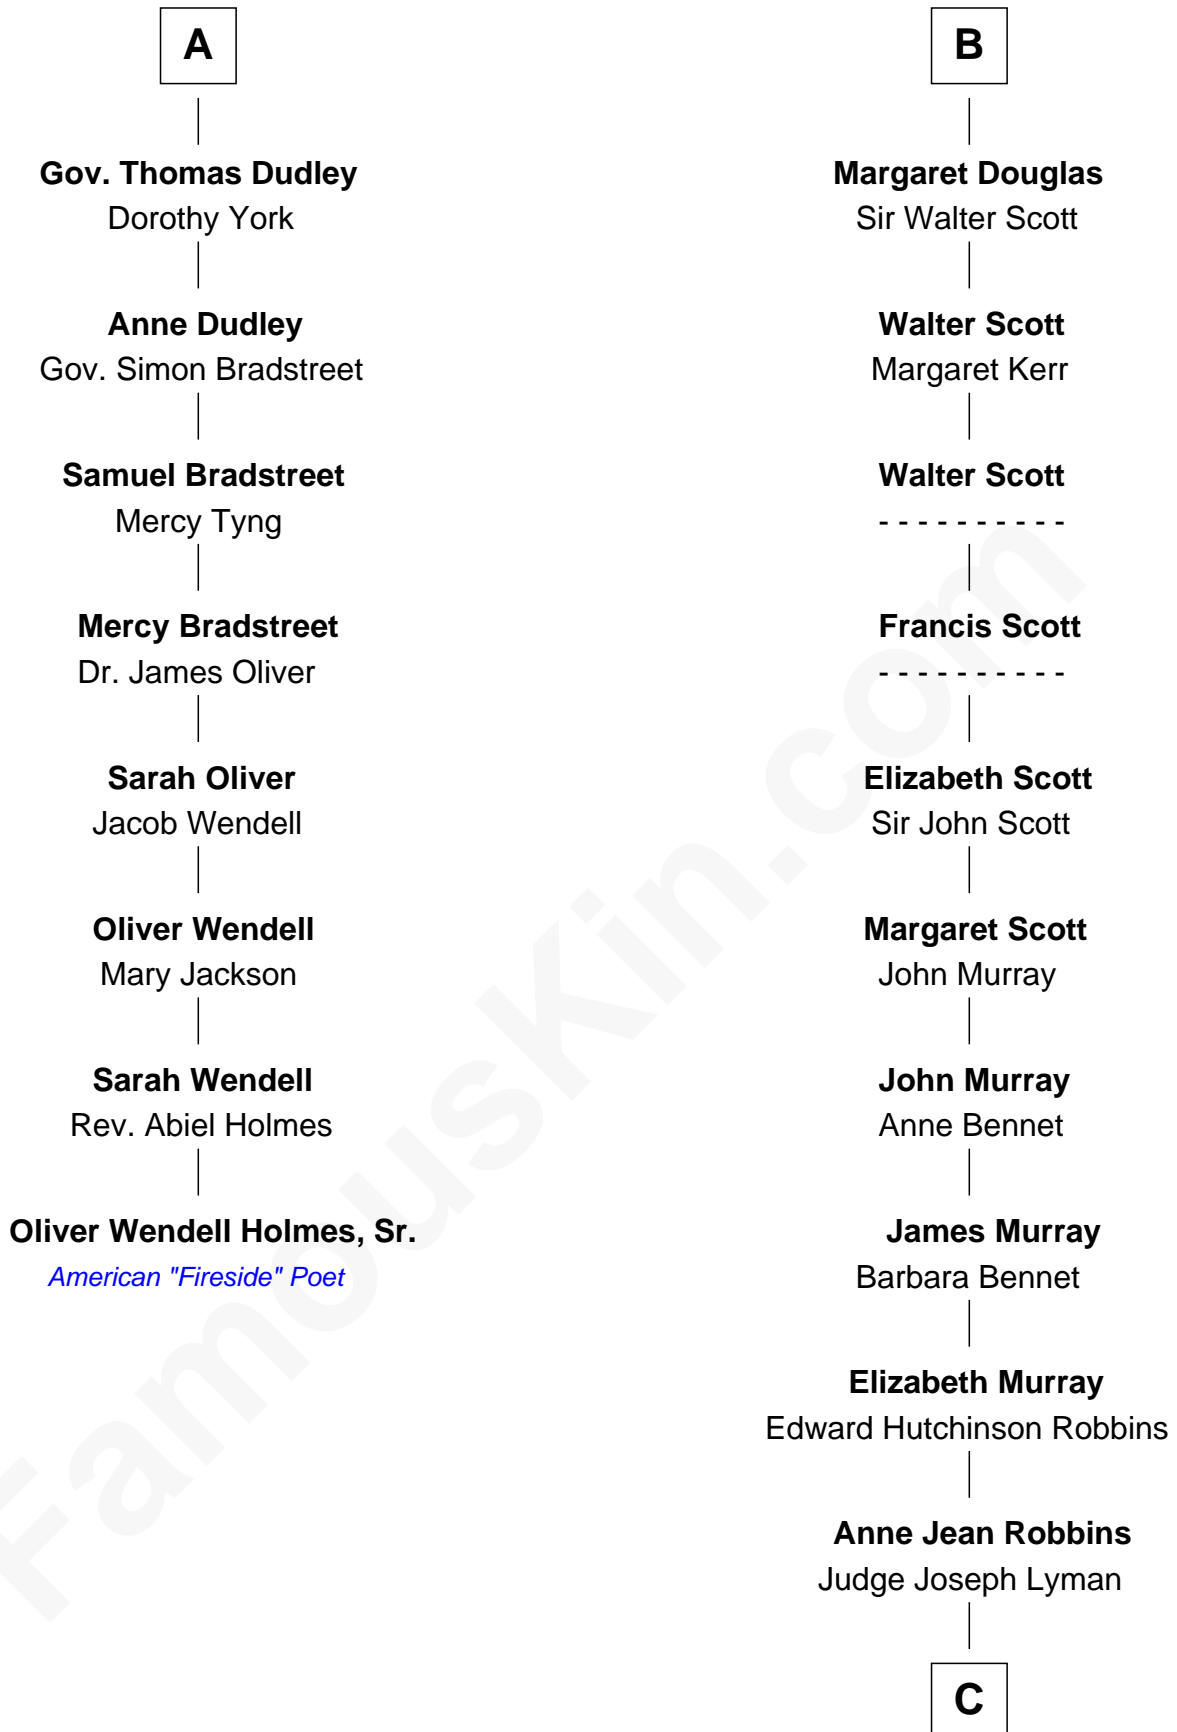 A
Gov. Thomas Dudley
Dorothy York
Anne Dudley
Gov. Simon Bradstreet
Samuel Bradstreet
Mercy Tyng
Mercy Bradstreet
Dr. James Oliver
Sarah Oliver
Jacob Wendell
Oliver Wendell
Mary Jackson
Sarah Wendell
Rev. Abiel Holmes
Oliver Wendell Holmes, Sr.
American "Fireside" Poet
B
Margaret Douglas
Sir Walter Scott
Walter Scott
Margaret Kerr
Walter Scott
- - - - - - - - - -
Francis Scott
- - - - - - - - - -
Elizabeth Scott
Sir John Scott
Margaret Scott
John Murray
John Murray
Anne Bennet
James Murray
Barbara Bennet
Elizabeth Murray
Edward Hutchinson Robbins
Anne Jean Robbins
Judge Joseph Lyman
C
FamousKin.com